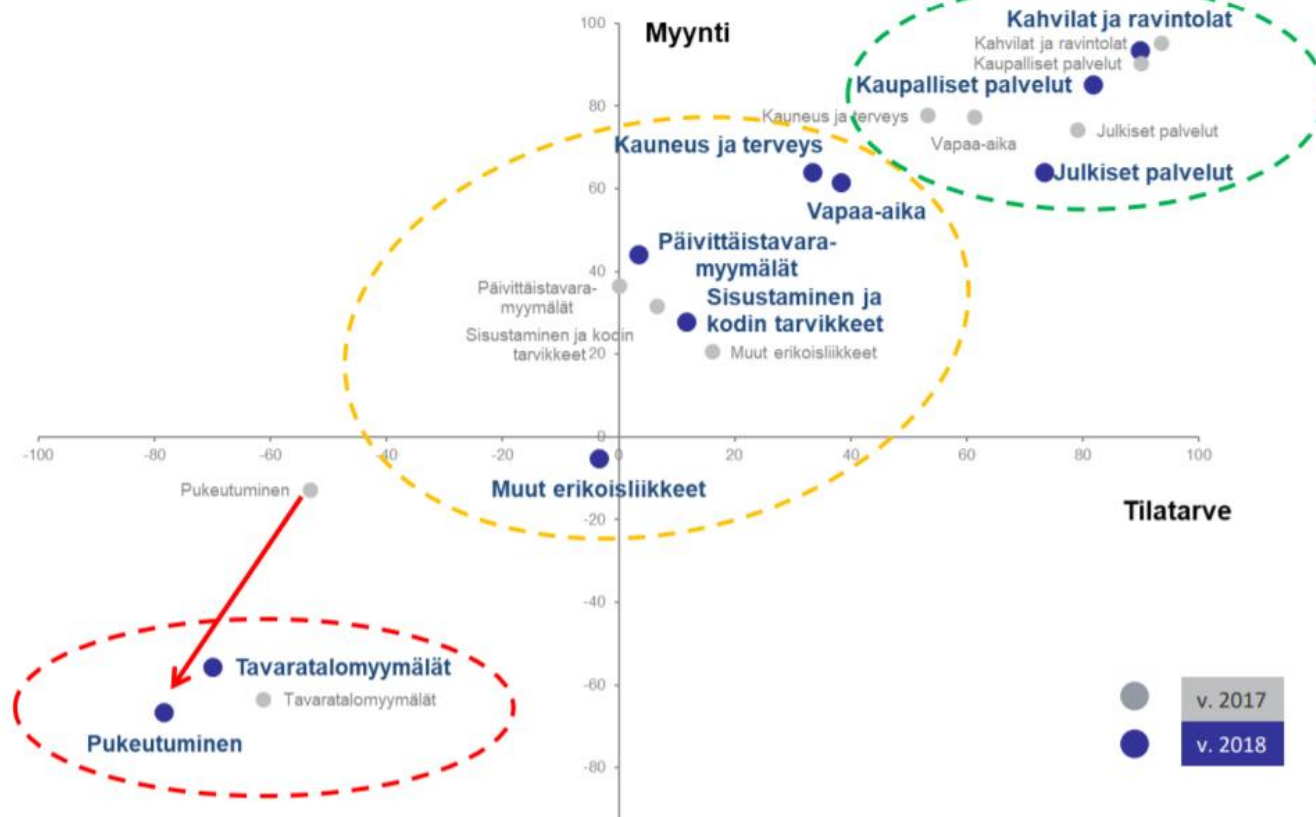 100
Myynti
Kahvilat ja ravintolat
Kahvilat ja ravintolat
Kaupalliset palvelut
Kaupalliset palvelut
80
Kauneus ja terveys
Vapaa-aika
Julkiset palvelut
Kauneus ja terveys
60
Julkiset palvelut
Vapaa-aika
Päivittäistavara-
myymälät
40
Päivittäistavara-
myymälät
Sisustaminen ja
kodin tarvikkeet
Sisustaminen ja kodin
tarvikkeet
20
Muut erikoisliikkeet
0
-100
-80
-60
-40
-20
0
20
40
60
80
100
Pukeutuminen
Muut erikoisliikkeet
-20
Tilatarve
-40
Tavaratalomyymälät
-60
Tavaratalomyymälät
Pukeutuminen
-80
v. 2017
v. 2018